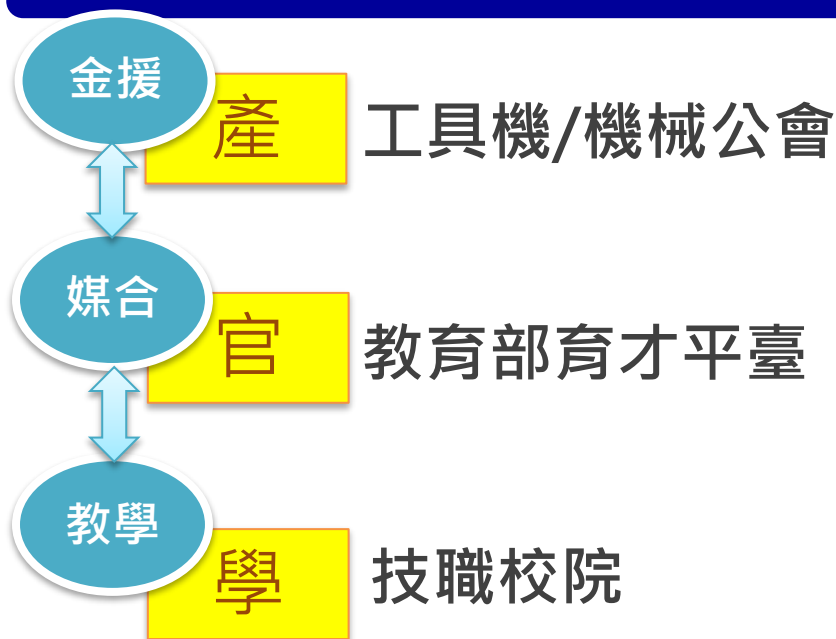 金援
產
工具機/機械公會
媒合
官
教育部育才平臺
教學
學
技職校院